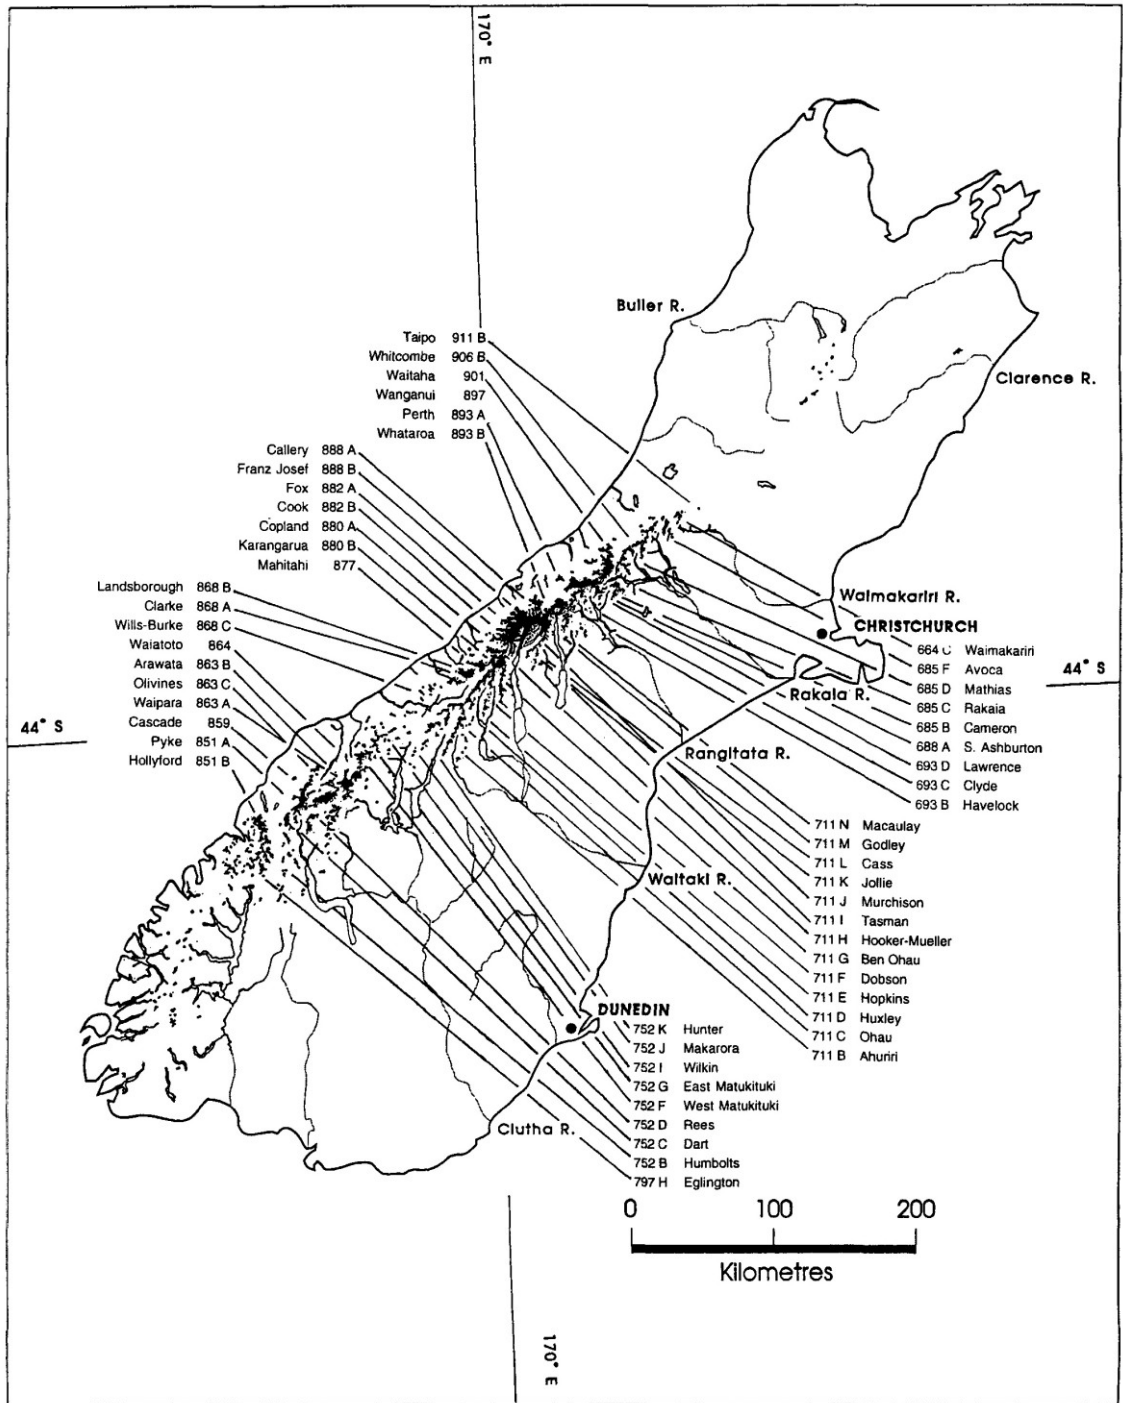 170° E
Buller R.
Taipo 911 B
Whitcombe 906 B
Waitaha 901
Wanganui 897
Perth 893 A
Whataroa 893 B
Clarence R.
Callery 888 A
Franz Josef 888 B
Fox 882 A
Cook 882 B
Copland 880 A
Karangarua 880 B
Mahitahi 877
Landsborough 868 B
Clarke 868 A
Wills-Burke 868 C
Waiatoto 864
Arawata 863 B
Olivines 863 C
Waipara 863 A
Cascade 859
Pyke 851 A
Hollyford 851 B
44° S
Waimakariri R.
CHRISTCHURCH
44° S
Rakaia R.
664 C Waimakariri
685 F Avoca
685 D Mathias
685 C Rakaia
685 B Cameron
688 A S. Ashburton
693 D Lawrence
693 C Clyde
693 B Havelock
Rangitata R.
711 N Macaulay
711 M Godley
711 L Cass
711 K Jollie
711 J Murchison
711 I Tasman
711 H Hooker-Mueller
711 G Ben Ohau
711 F Dobson
711 E Hopkins
711 D Huxley
711 C Ohau
711 B Ahuriri
Waitaki R.
DUNEDIN
752 K Hunter
752 J Makarora
752 I Wilkin
752 G East Matukituki
752 F West Matukituki
752 D Rees
752 C Dart
752 B Humbolts
797 H Eglington
Clutha R.
0 100 200
Kilometres
170° E